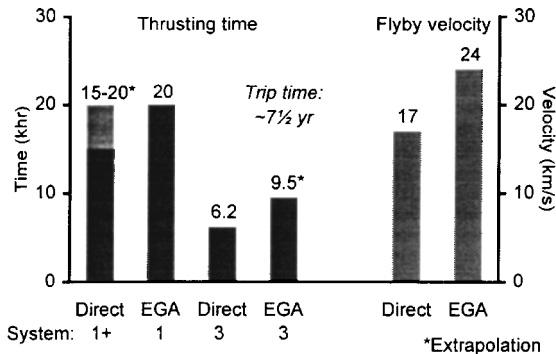 Thrusting time
Flyby velocity
30
20
10
0
Time (khr)
15-20*
20
6.2
9.5*
Trip time:
~7½ yr
17
24
30
20
10
0
Velocity (km/s)
Direct EGA Direct EGA
Direct EGA
System: 1+ 1 3 3
*Extrapolation